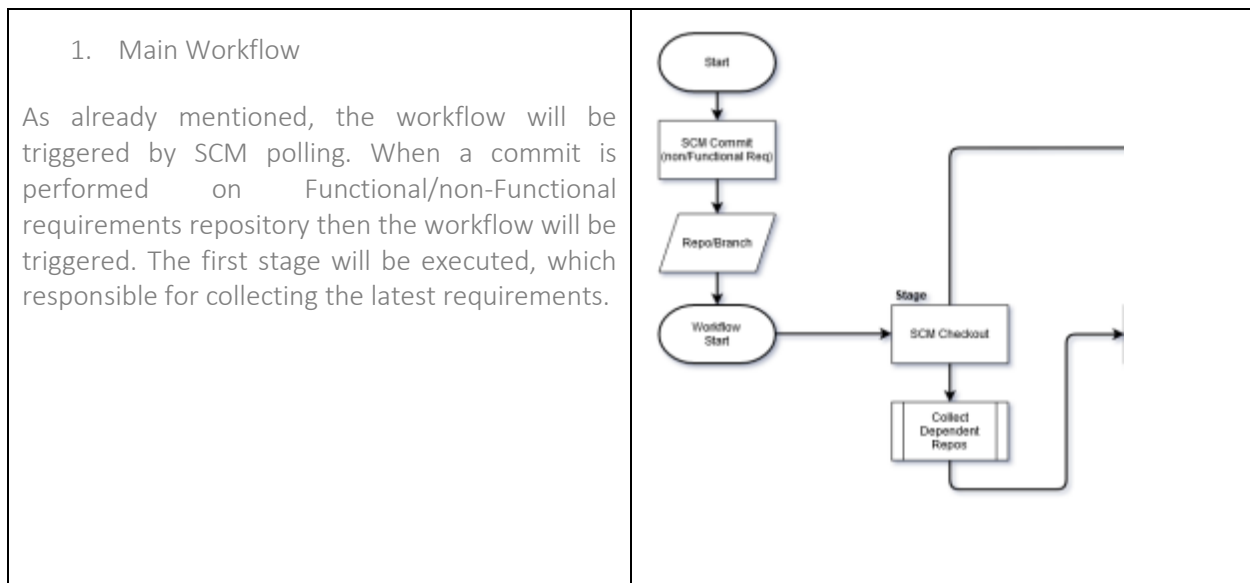 1. Main Workflow
As already mentioned, the workflow will be
triggered by SCM polling. When a commit is
performed on Functional/non-Functional
requirements repository then the workflow will be
triggered. The first stage will be executed, which
responsible for collecting the latest requirements.
Start
SCM Commit
(non/Functional Req)
Repo/Branch
Workflow
Start
Stage
SCM Checkout
Collect
Dependent
Repos